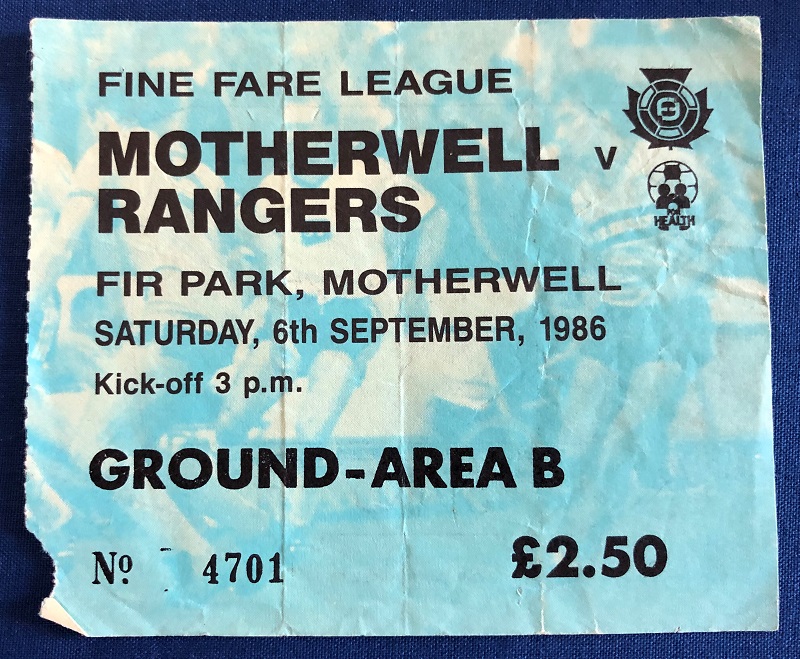 FINE FARE LEAGUE
MOTHERWELL v
RANGERS
FOR
HEALTH
FIR PARK, MOTHERWELL
SATURDAY, 6th SEPTEMBER, 1986
Kick-off 3 p.m.
GROUND-AREA B
Nº 4701
£2.50